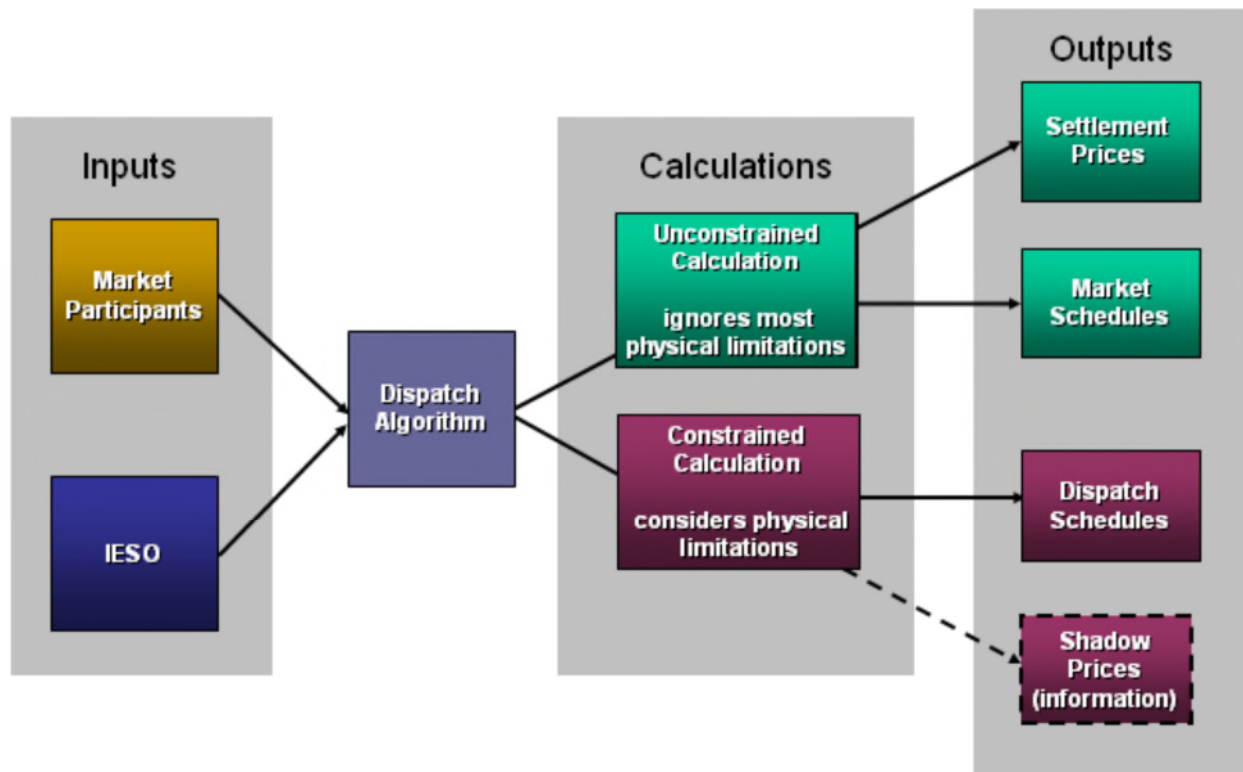 Inputs
Market
Participants
IESO
Dispatch
Algorithm
Calculations
Unconstrained
Calculation
ignores most
physical limitations
Constrained
Calculation
considers physical
limitations
Outputs
Settlement
Prices
Market
Schedules
Dispatch
Schedules
Shadow
Prices
(information)